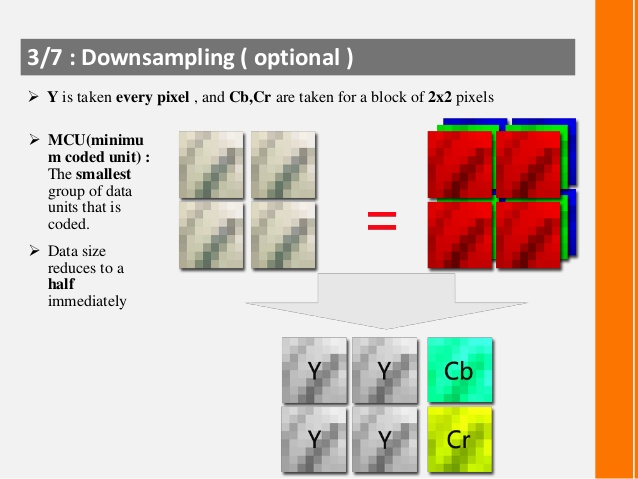 3/7 : Downsampling ( optional )
➢ Y is taken every pixel , and Cb,Cr are taken for a block of 2x2 pixels
➢ MCU(minimu
m coded unit) :
The smallest
group of data
units that is
coded.
➢ Data size
reduces to a
half
immediately
=
Y Y Cb
Y Y Cr